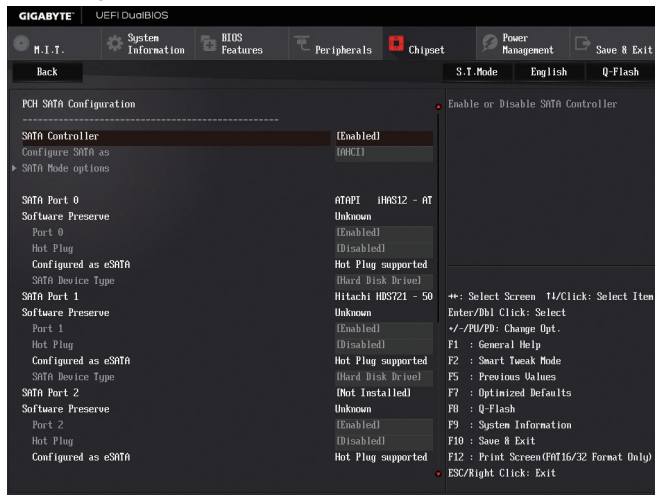 GIGABYTE™ UEFI DualBIOS
M.I.T.
System Information
BIOS Features
Peripherals
Chipset
Power Management
Save & Exit
Back
S.T.Mode English Q-Flash
PCH SATA Configuration
Enable or Disable SATA Controller
------------------------------------------------
SATA Controller [Enabled]
Configure SATA as [AHCI]
SATA Mode options
SATA Port 0 ATAPI iHAS12 - AT
Software Preserve Unknown
Port 0 [Enabled]
Hot Plug [Disabled]
Configured as eSATA Hot Plug supported
SATA Device Type [Hard Disk Drive]
SATA Port 1 Hitachi HDS721 - 50
Software Preserve Unknown
Port 1 [Enabled]
Hot Plug [Disabled]
Configured as eSATA Hot Plug supported
SATA Device Type [Hard Disk Drive]
SATA Port 2 [Not Installed]
Software Preserve Unknown
Port 2 [Enabled]
Hot Plug [Disabled]
Configured as eSATA Hot Plug supported
→←: Select Screen ↑↓/Click: Select Item
Enter/Dbl Click: Select
+/-/PU/PD: Change Opt.
F1 : General Help
F2 : Smart Tweak Mode
F5 : Previous Values
F7 : Optimized Defaults
F8 : Q-Flash
F9 : System Information
F10 : Save & Exit
F12 : Print Screen(FAT16/32 Format Only)
ESC/Right Click: Exit